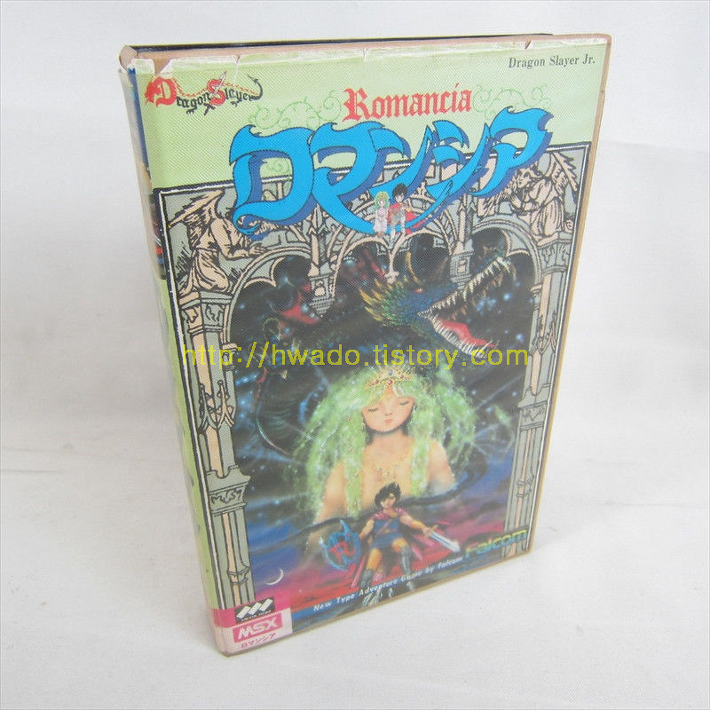 Dragon Slayer Jr.
Dragon Slayer
Romancia
ロマンシア
http://hwado.tistory.com
R
Falcom
New Type Adventure Game by Falcom
MSX
ロマンシア